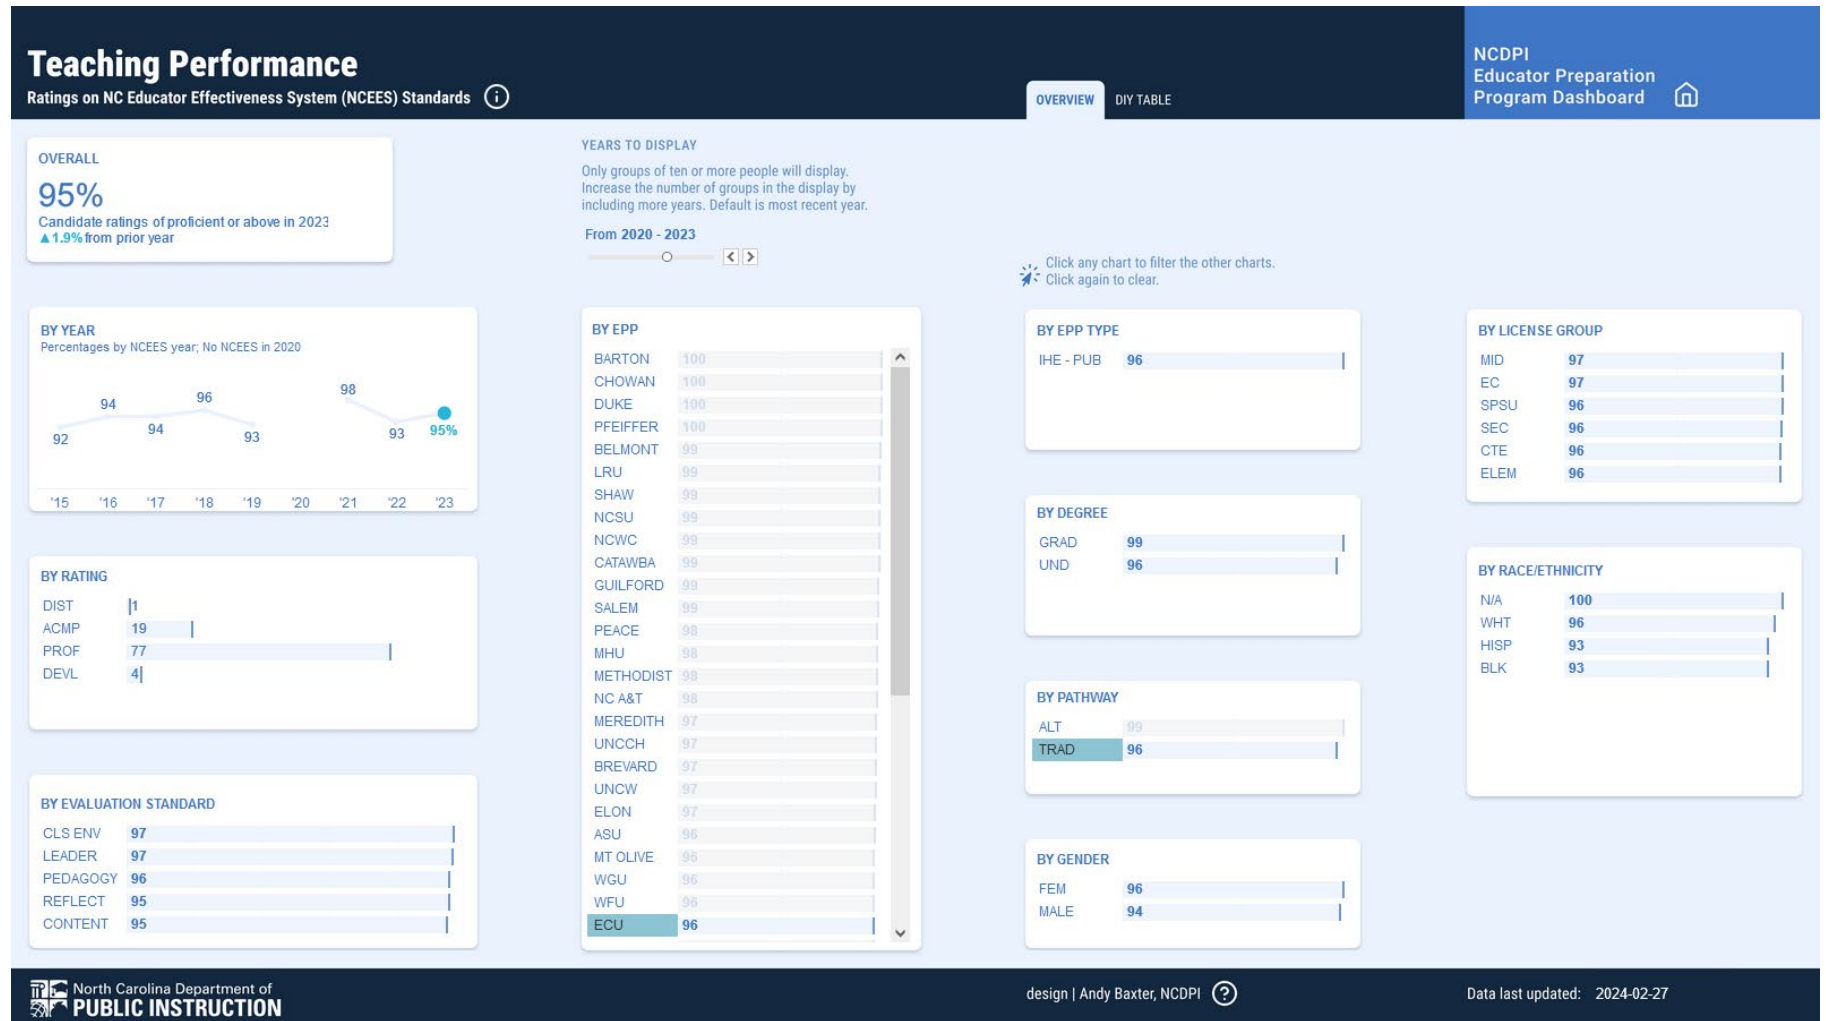 Teaching Performance
Ratings on NC Educator Effectiveness System (NCEES) Standards
OVERVIEW DIY TABLE
NCDPI
Educator Preparation
Program Dashboard
OVERALL
95%
Candidate ratings of proficient or above in 2023
▲1.9% from prior year
YEARS TO DISPLAY
Only groups of ten or more people will display.
Increase the number of groups in the display by
including more years. Default is most recent year.
From 2020 - 2023
Click any chart to filter the other charts.
Click again to clear.
BY YEAR
Percentages by NCEES year; No NCEES in 2020
92 94 94 96 93 98 93 95%
'15 '16 '17 '18 '19 '20 '21 '22 '23
BY RATING
DIST 1
ACMP 19
PROF 77
DEVL 4
BY EVALUATION STANDARD
CLS ENV 97
LEADER 97
PEDAGOGY 96
REFLECT 95
CONTENT 95
BY EPP
BARTON 100
CHOWAN 100
DUKE 100
PFEIFFER 100
BELMONT 99
LRU 99
SHAW 99
NCSU 99
NCWC 99
CATAWBA 99
GUILFORD 99
SALEM 99
PEACE 98
MHU 98
METHODIST 98
NC A&T 98
MEREDITH 97
UNCCH 97
BREVARD 97
UNCW 97
ELON 97
ASU 96
MT OLIVE 96
WGU 96
WFU 96
ECU 96
BY EPP TYPE
IHE - PUB 96
BY DEGREE
GRAD 99
UND 96
BY PATHWAY
ALT 99
TRAD 96
BY GENDER
FEM 96
MALE 94
BY LICENSE GROUP
MID 97
EC 97
SPSU 96
SEC 96
CTE 96
ELEM 96
BY RACE/ETHNICITY
N/A 100
WHT 96
HISP 93
BLK 93
North Carolina Department of
PUBLIC INSTRUCTION
design | Andy Baxter, NCDPI
Data last updated: 2024-02-27